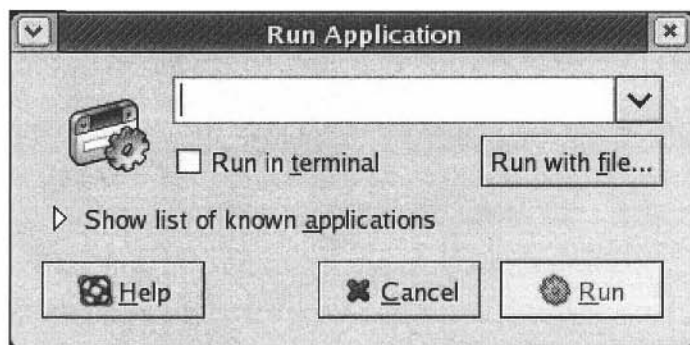 Run Application
Run in terminal
Run with file...
Show list of known applications
Help
Cancel
Run